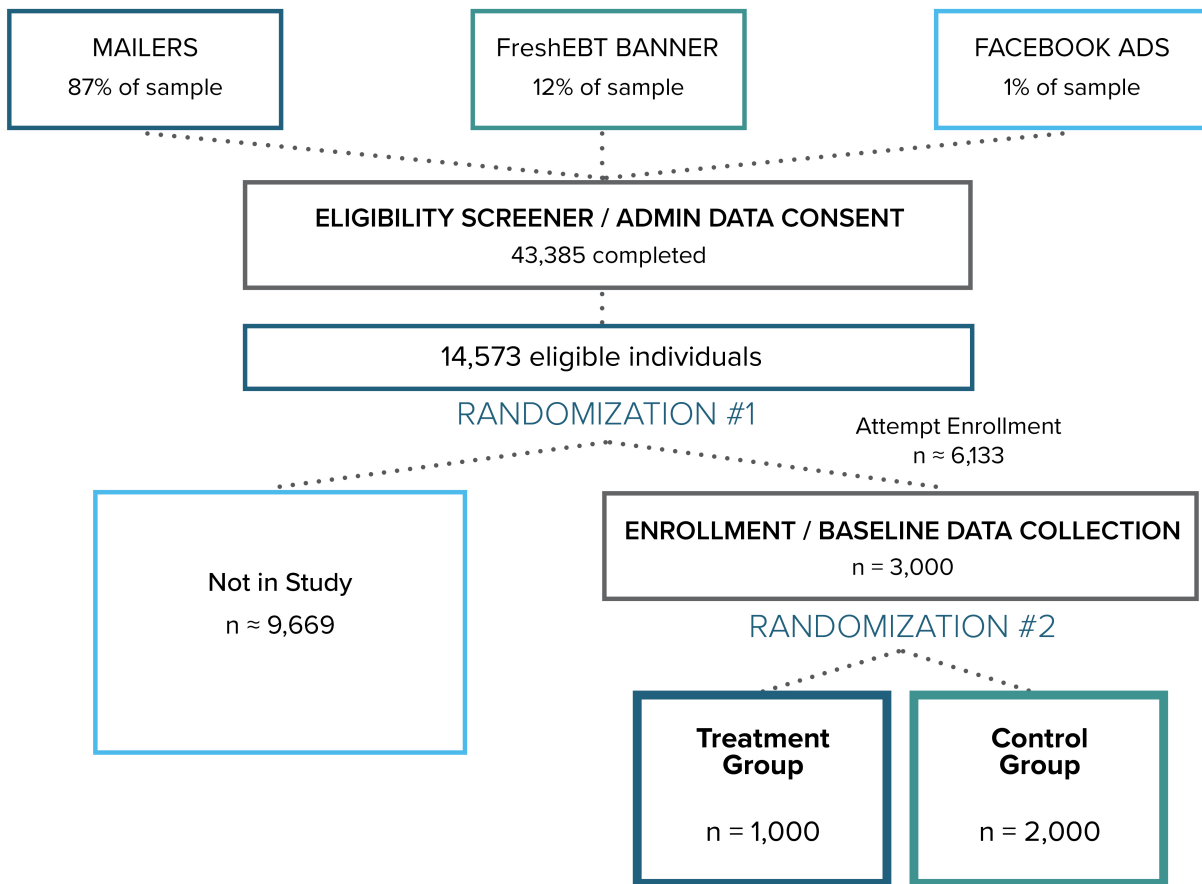 MAILERS
87% of sample
FreshEBT BANNER
12% of sample
FACEBOOK ADS
1% of sample
ELIGIBILITY SCREENER / ADMIN DATA CONSENT
43,385 completed
14,573 eligible individuals
RANDOMIZATION #1
Attempt Enrollment
n ≈ 6,133
Not in Study
n ≈ 9,669
ENROLLMENT / BASELINE DATA COLLECTION
n = 3,000
RANDOMIZATION #2
Treatment
Group
n = 1,000
Control
Group
n = 2,000